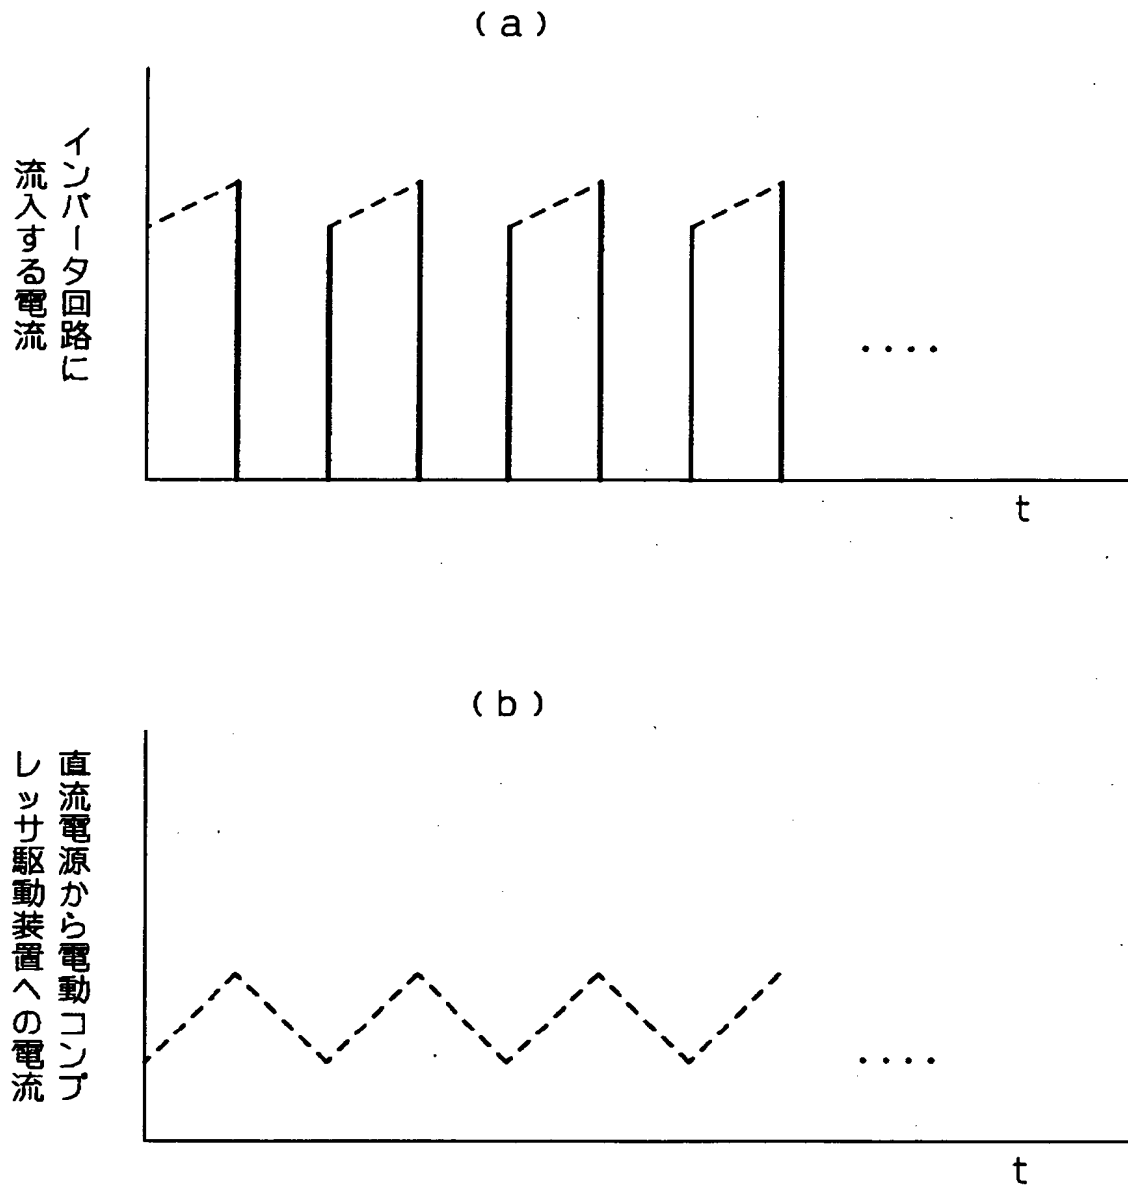 (a)
インバータ回路に
流入する電流
t
(b)
直流電源から電動コンプ
レッサ駆動装置への電流
t